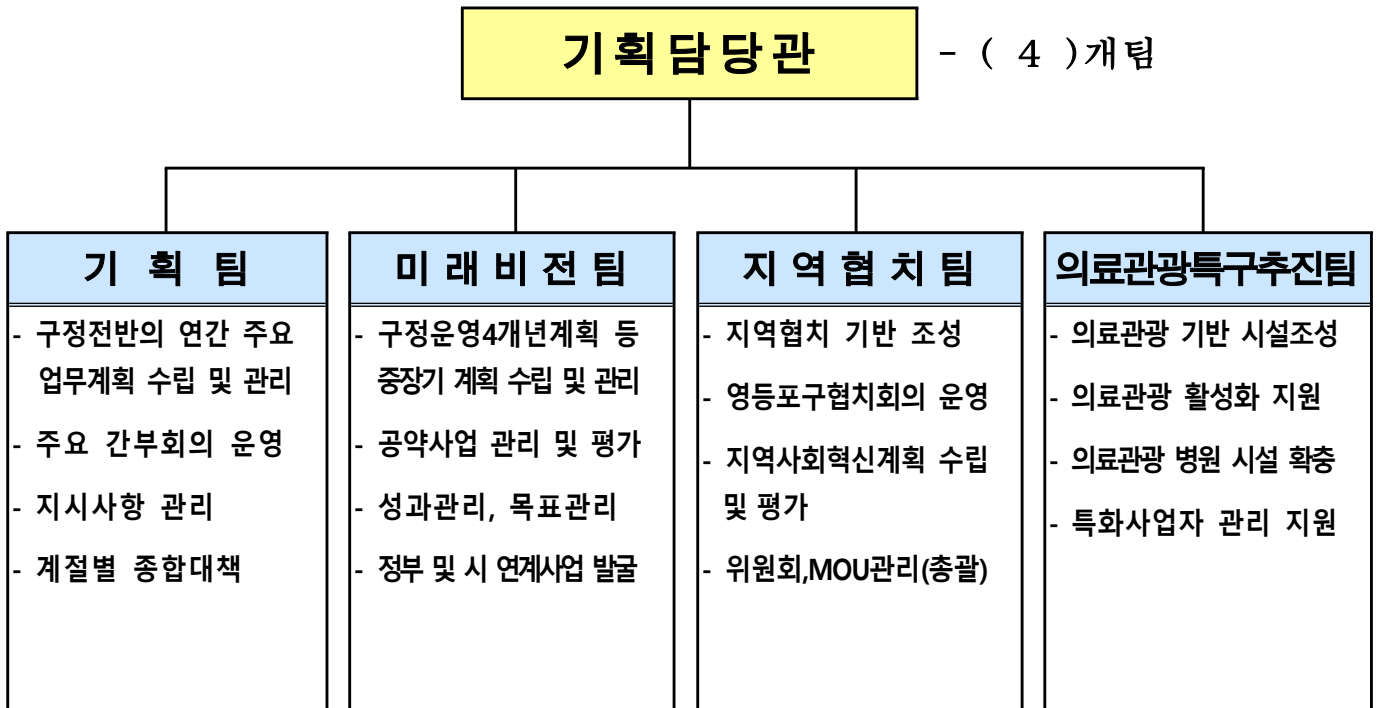 기획담당관
- ( 4 )개팀
기 획 팀
- 구정전반의 연간 주요
업무계획 수립 및 관리
- 주요 간부회의 운영
- 지시사항 관리
- 계절별 종합대책
미래비전팀
- 구정운영4개년계획 등
중장기 계획 수립 및 관리
- 공약사업 관리 및 평가
- 성과관리, 목표관리
- 정부 및 시 연계사업 발굴
지역협치팀
- 지역협치 기반 조성
- 영등포구협치회의 운영
- 지역사회혁신계획 수립
및 평가
- 위원회,MOU관리(총괄)
의료관광특구추진팀
- 의료관광 기반 시설조성
- 의료관광 활성화 지원
- 의료관광 병원 시설 확충
- 특화사업자 관리 지원